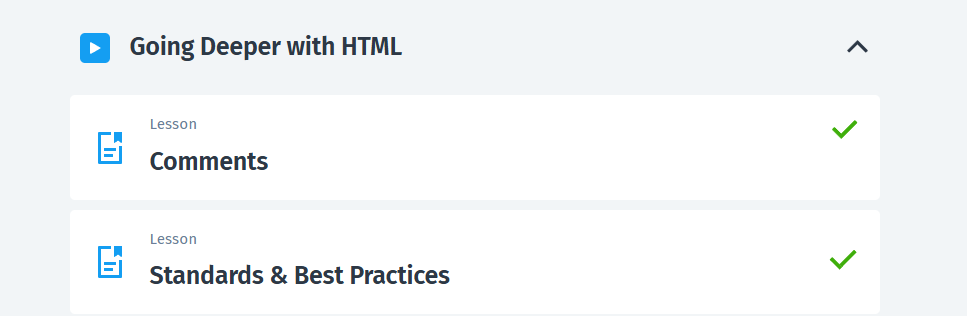 Going Deeper with HTML
Lesson
Comments
Lesson
Standards & Best Practices